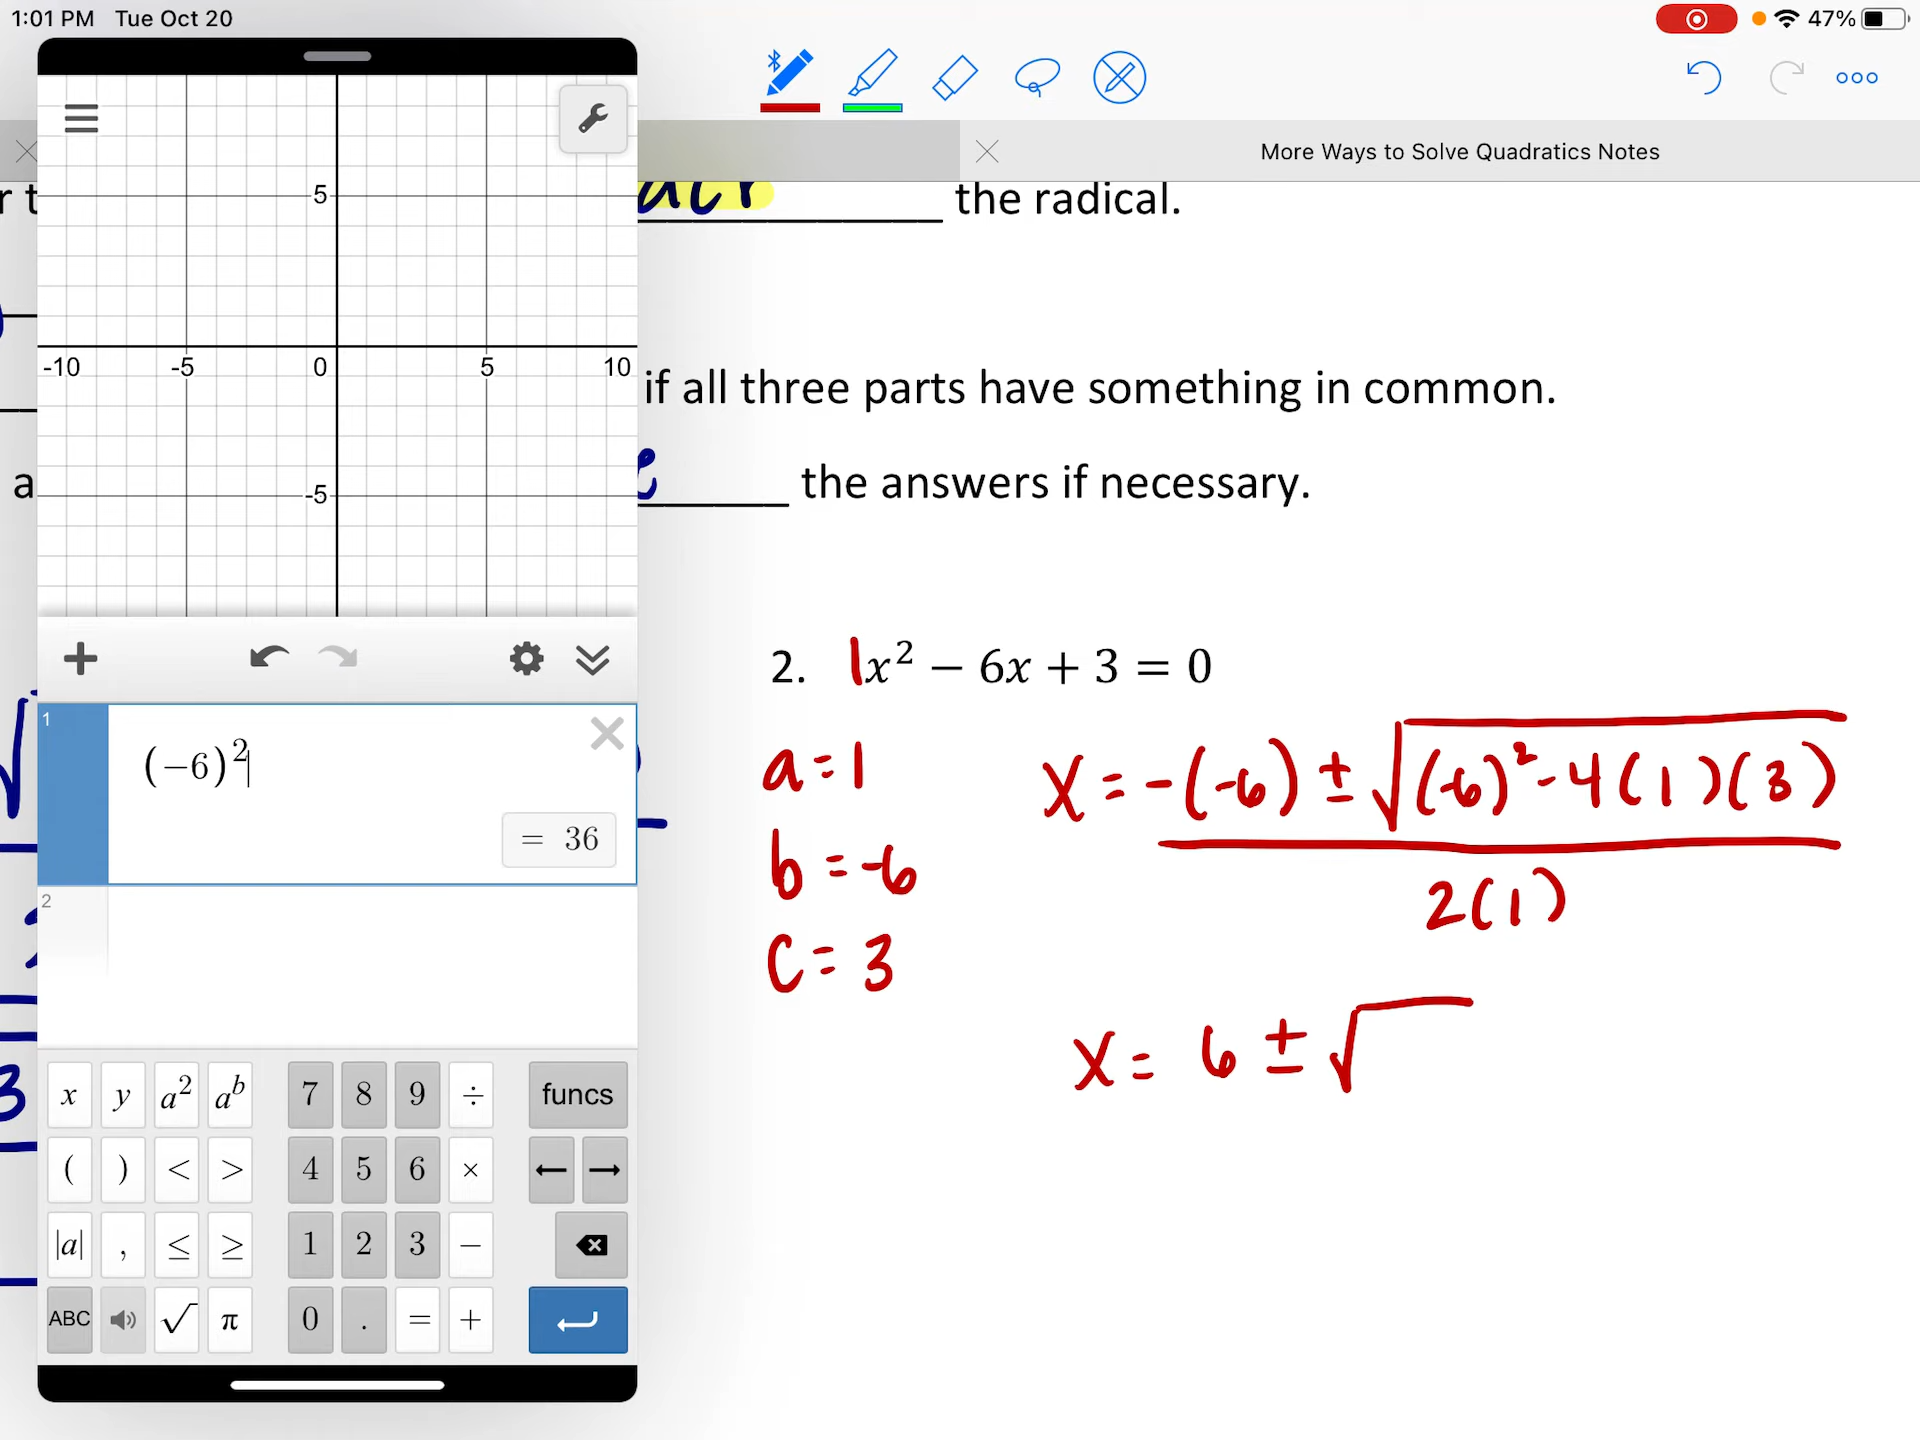 1:01 PM Tue Oct 20
47%
More Ways to Solve Quadratics Notes
the radical.
if all three parts have something in common.
a
the answers if necessary.
5
-10 -5 0 5 10
-5
2. 1x² − 6x + 3 = 0
1
(−6)²
= 36
a = 1
b = -6
c = 3
x = -(-6) ± √(-6)² - 4(1)(3)
2(1)
2
x = 6 ± √
3
x y a² aᵇ 7 8 9 ÷ funcs
( ) < > 4 5 6 × ← →
|a| , ≤ ≥ 1 2 3 −
ABC √ π 0 . = +